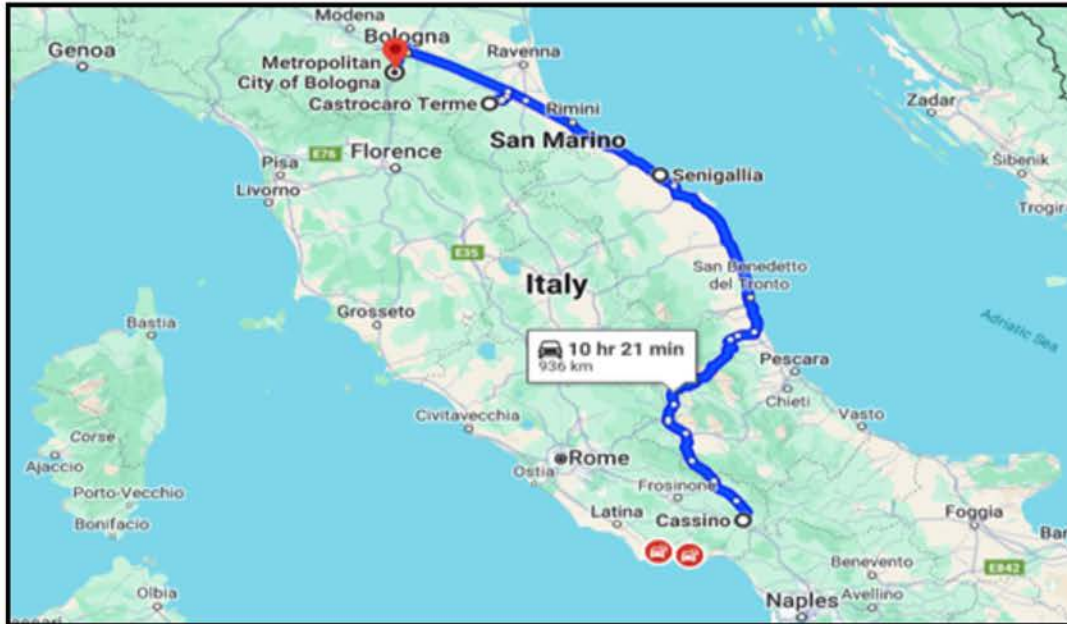 Modena
Bologna
Genoa
Ravenna
Metropolitan
City of Bologna
Castrocaro Terme
Zadar
Rimini
San Marino
E76
Florence
Pisa
Šibenik
Senigallia
Livorno
Trogir
E35
San Benedetto
del Tronto
Italy
Grosseto
Bastia
Adriatic Sea
10 hr 21 min
936 km
Pescara
Chieti
Civitavecchia
Vasto
Corse
Rome
Ajaccio
Ostia
Porto-Vecchio
Frosinone
Latina
Cassino
Foggia
Bonifacio
Bar
Benevento
E842
Olbia
Avellino
Naples